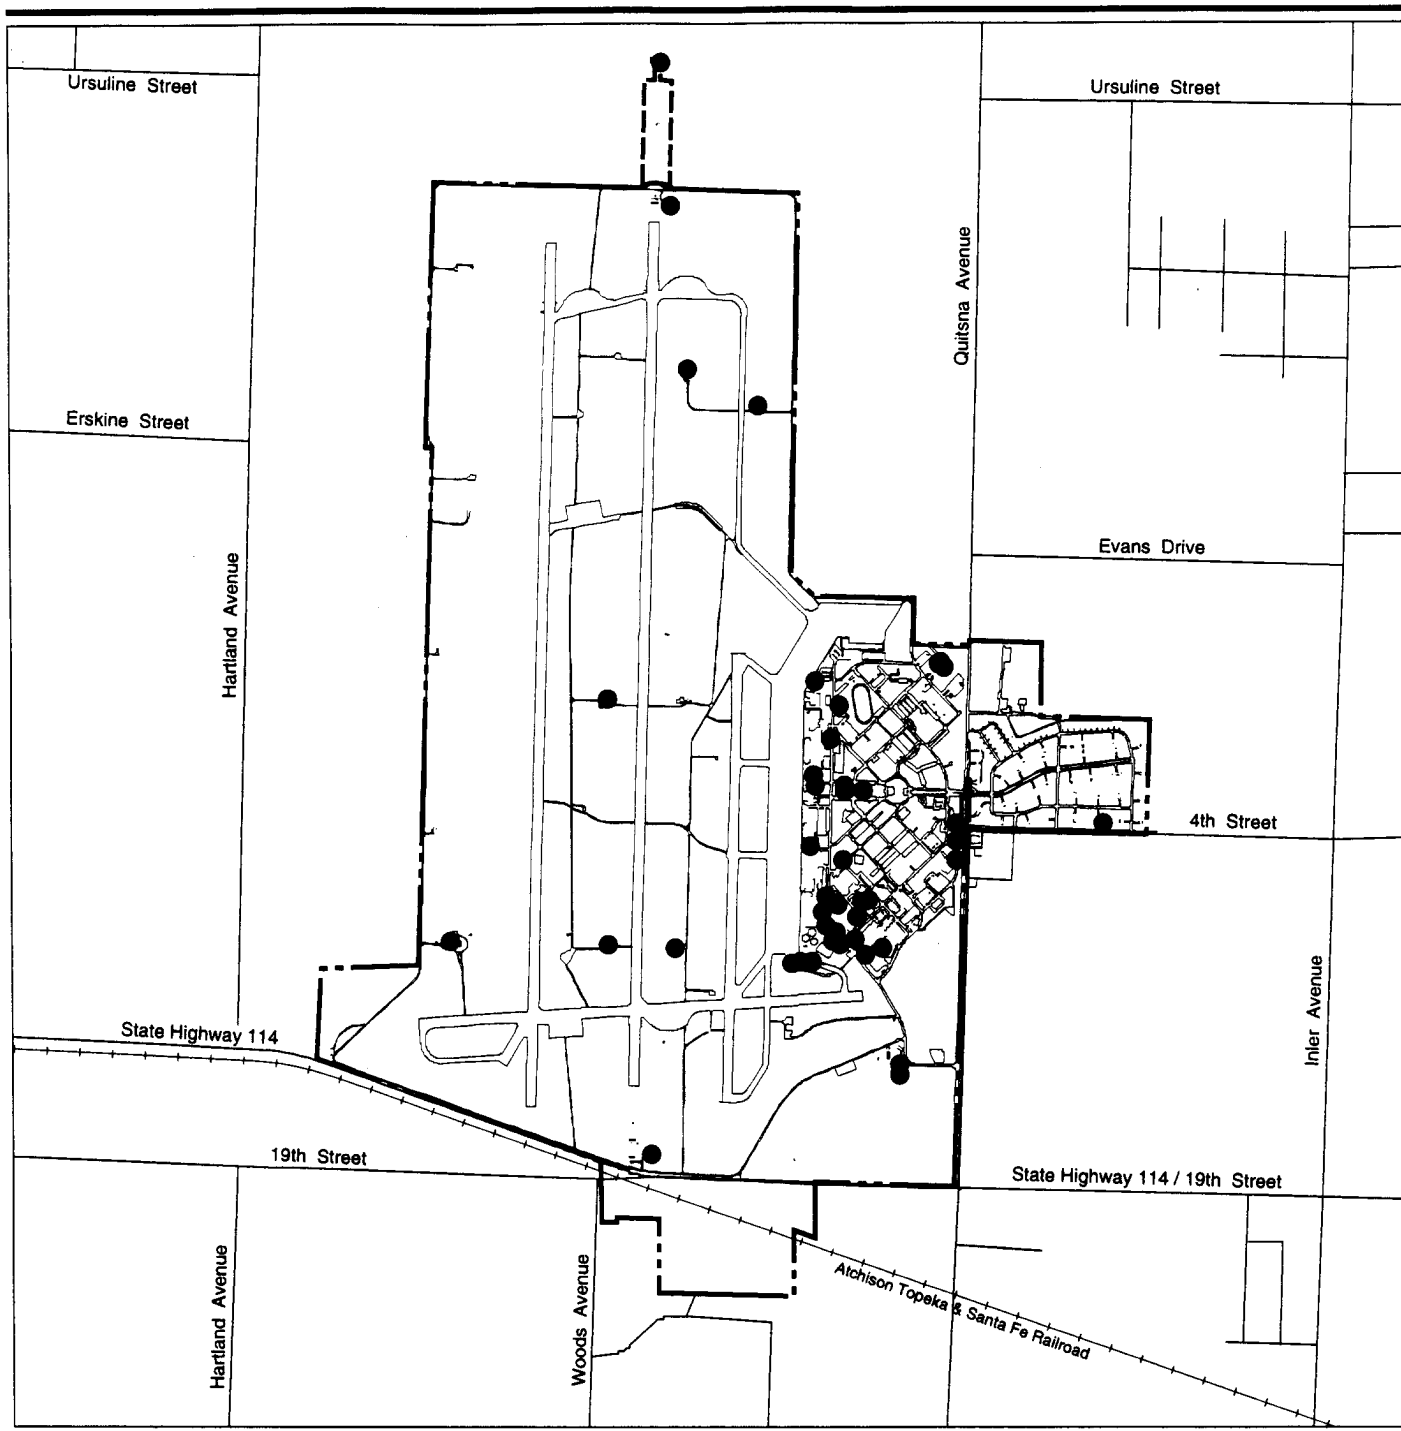 Ursuline Street
Ursuline Street
Quitsna Avenue
Erskine Street
Evans Drive
Hartland Avenue
4th Street
Inler Avenue
State Highway 114
19th Street
State Highway 114 / 19th Street
Hartland Avenue
Woods Avenue
Atchison Topeka & Santa Fe Railroad